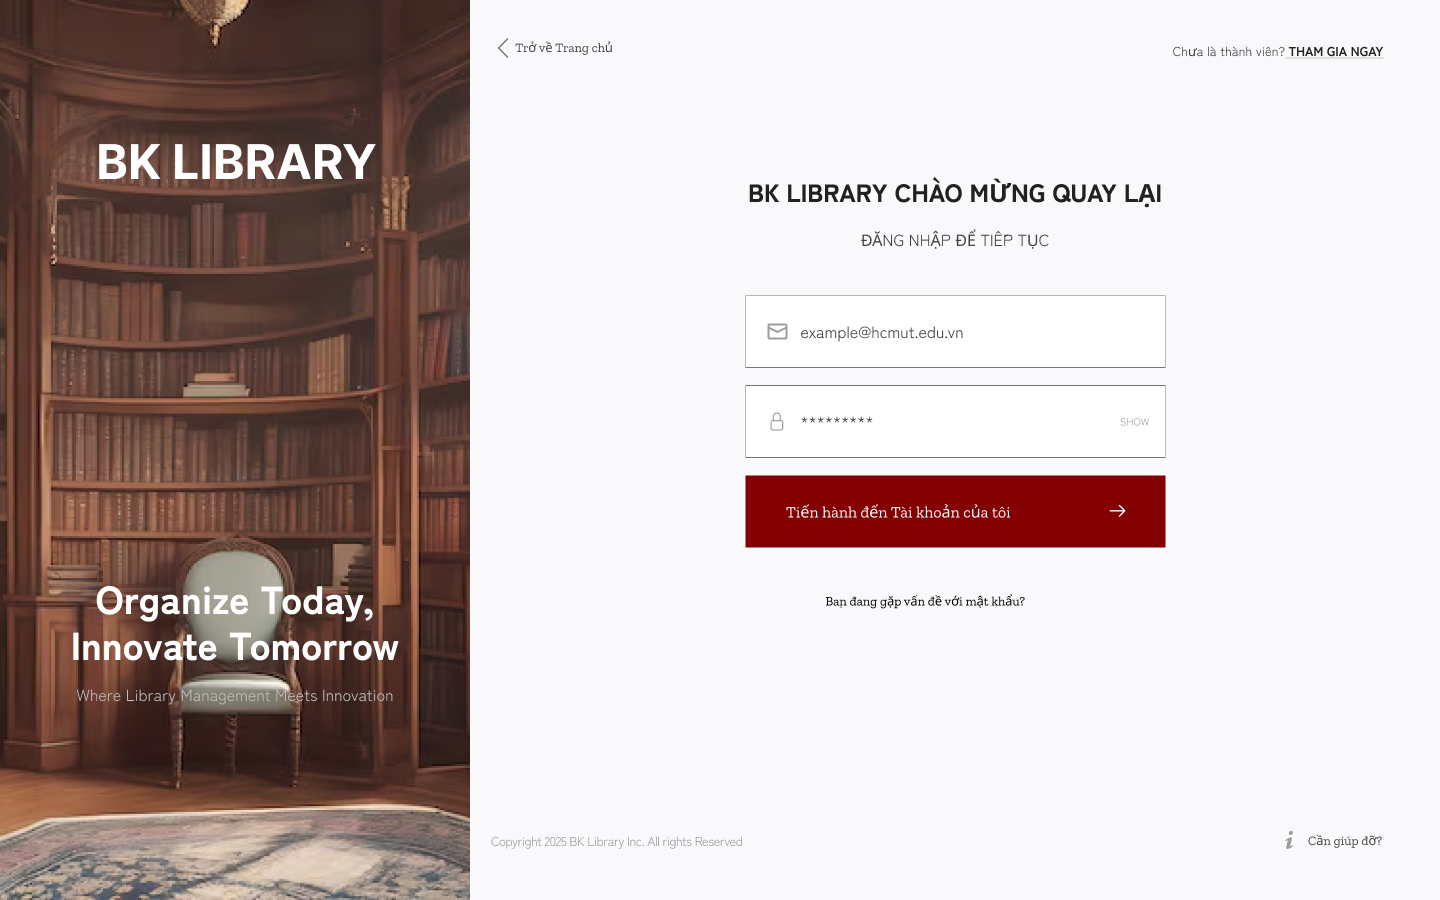 BK LIBRARY
Organize Today,
Innovate Tomorrow
Where Library Management Meets Innovation
Trở về Trang chủ
Chưa là thành viên? THAM GIA NGAY
BK LIBRARY CHÀO MỪNG QUAY LẠI
ĐĂNG NHẬP ĐỂ TIẾP TỤC
example@hcmut.edu.vn
*********
SHOW
Tiến hành đến Tài khoản của tôi
Bạn đang gặp vấn đề với mật khẩu?
Copyright 2025 BK Library Inc. All rights Reserved
Cần giúp đỡ?